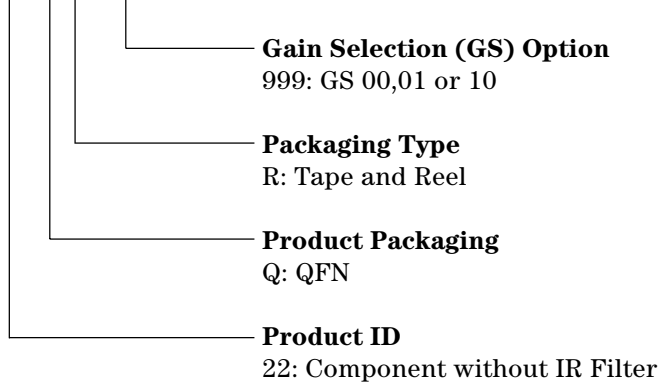 Gain Selection (GS) Option
999: GS 00,01 or 10
Packaging Type
R: Tape and Reel
Product Packaging
Q: QFN
Product ID
22: Component without IR Filter